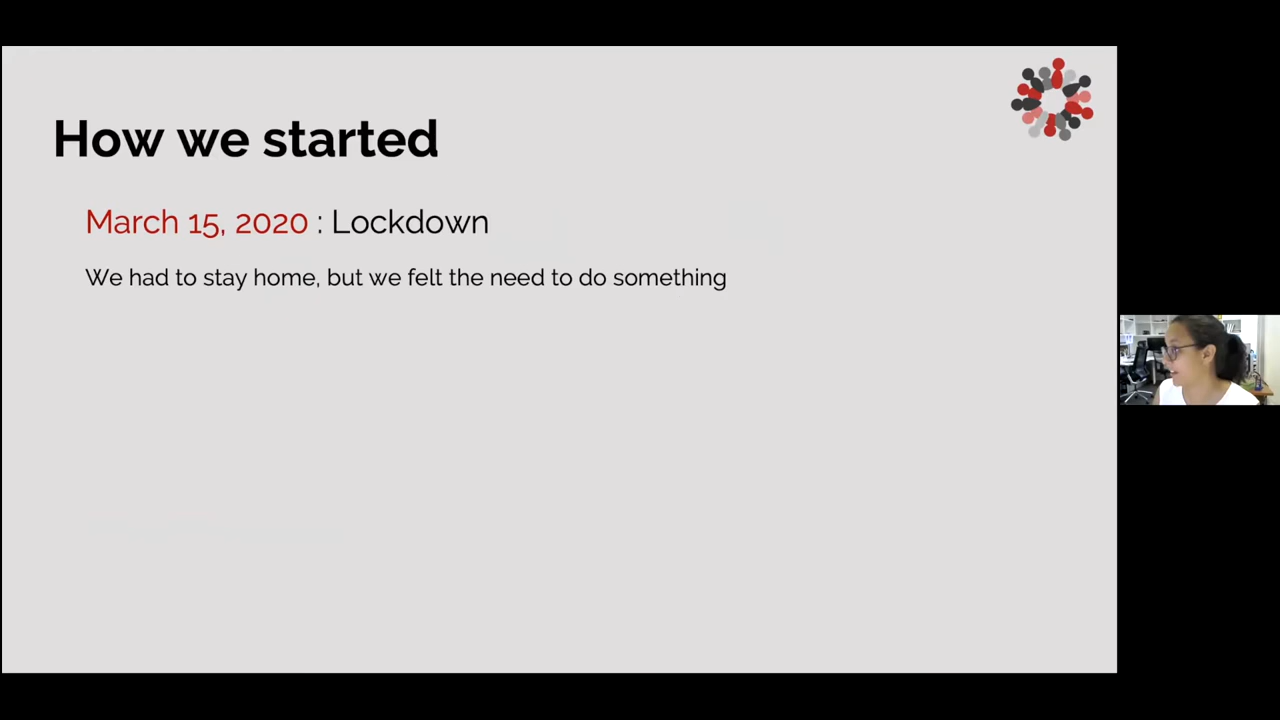 How we started
March 15, 2020 : Lockdown
We had to stay home, but we felt the need to do something